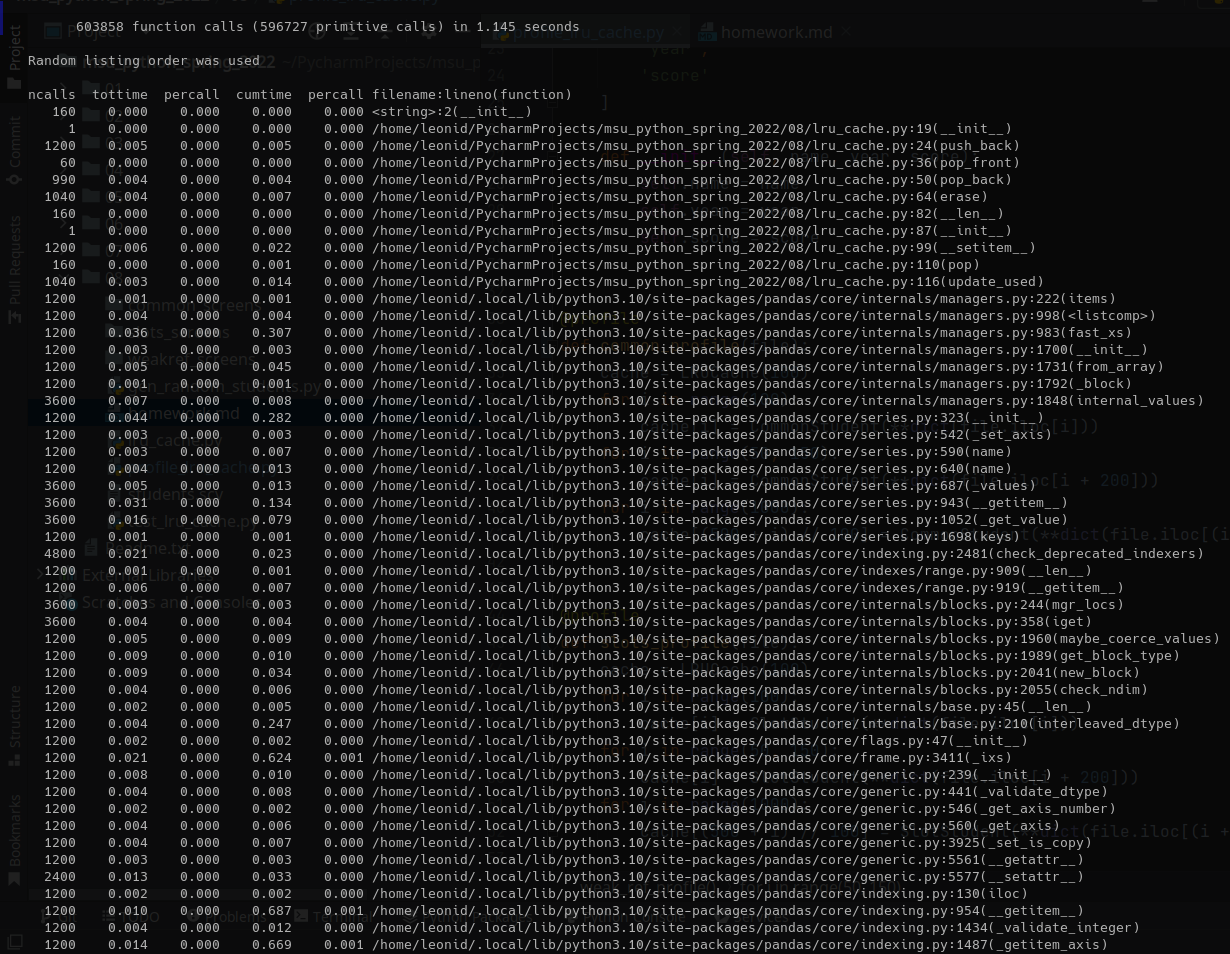 603858 function calls (596727 primitive calls) in 1.145 seconds
Random listing order was used
ncalls  tottime  percall  cumtime  percall filename:lineno(function)
160    0.000    0.000    0.000    0.000 <string>:2(__init__)
1    0.000    0.000    0.000    0.000 /home/leonid/PycharmProjects/msu_python_spring_2022/08/lru_cache.py:19(__init__)
1200    0.005    0.000    0.005    0.000 /home/leonid/PycharmProjects/msu_python_spring_2022/08/lru_cache.py:24(push_back)
60    0.000    0.000    0.000    0.000 /home/leonid/PycharmProjects/msu_python_spring_2022/08/lru_cache.py:36(pop_front)
990    0.004    0.000    0.004    0.000 /home/leonid/PycharmProjects/msu_python_spring_2022/08/lru_cache.py:50(pop_back)
1040    0.004    0.000    0.007    0.000 /home/leonid/PycharmProjects/msu_python_spring_2022/08/lru_cache.py:64(erase)
160    0.000    0.000    0.000    0.000 /home/leonid/PycharmProjects/msu_python_spring_2022/08/lru_cache.py:82(__len__)
1    0.000    0.000    0.000    0.000 /home/leonid/PycharmProjects/msu_python_spring_2022/08/lru_cache.py:87(__init__)
1200    0.006    0.000    0.022    0.000 /home/leonid/PycharmProjects/msu_python_spring_2022/08/lru_cache.py:99(__setitem__)
160    0.000    0.000    0.001    0.000 /home/leonid/PycharmProjects/msu_python_spring_2022/08/lru_cache.py:110(pop)
1040    0.003    0.000    0.014    0.000 /home/leonid/PycharmProjects/msu_python_spring_2022/08/lru_cache.py:116(update_used)
1200    0.001    0.000    0.001    0.000 /home/leonid/.local/lib/python3.10/site-packages/pandas/core/internals/managers.py:222(items)
1200    0.004    0.000    0.004    0.000 /home/leonid/.local/lib/python3.10/site-packages/pandas/core/internals/managers.py:998(<listcomp>)
1200    0.036    0.000    0.307    0.000 /home/leonid/.local/lib/python3.10/site-packages/pandas/core/internals/managers.py:983(fast_xs)
1200    0.003    0.000    0.003    0.000 /home/leonid/.local/lib/python3.10/site-packages/pandas/core/internals/managers.py:1700(__init__)
1200    0.005    0.000    0.045    0.000 /home/leonid/.local/lib/python3.10/site-packages/pandas/core/internals/managers.py:1731(from_array)
1200    0.001    0.000    0.001    0.000 /home/leonid/.local/lib/python3.10/site-packages/pandas/core/internals/managers.py:1792(_block)
3600    0.007    0.000    0.008    0.000 /home/leonid/.local/lib/python3.10/site-packages/pandas/core/internals/managers.py:1848(internal_values)
1200    0.044    0.000    0.282    0.000 /home/leonid/.local/lib/python3.10/site-packages/pandas/core/series.py:323(__init__)
1200    0.003    0.000    0.003    0.000 /home/leonid/.local/lib/python3.10/site-packages/pandas/core/series.py:542(_set_axis)
1200    0.003    0.000    0.007    0.000 /home/leonid/.local/lib/python3.10/site-packages/pandas/core/series.py:590(name)
1200    0.004    0.000    0.013    0.000 /home/leonid/.local/lib/python3.10/site-packages/pandas/core/series.py:640(name)
3600    0.005    0.000    0.013    0.000 /home/leonid/.local/lib/python3.10/site-packages/pandas/core/series.py:687(_values)
3600    0.031    0.000    0.134    0.000 /home/leonid/.local/lib/python3.10/site-packages/pandas/core/series.py:943(__getitem__)
3600    0.016    0.000    0.079    0.000 /home/leonid/.local/lib/python3.10/site-packages/pandas/core/series.py:1052(_get_value)
1200    0.001    0.000    0.001    0.000 /home/leonid/.local/lib/python3.10/site-packages/pandas/core/series.py:1698(keys)
4800    0.021    0.000    0.023    0.000 /home/leonid/.local/lib/python3.10/site-packages/pandas/core/indexing.py:2481(check_deprecated_indexers)
1200    0.001    0.000    0.001    0.000 /home/leonid/.local/lib/python3.10/site-packages/pandas/core/indexes/range.py:909(__len__)
1200    0.006    0.000    0.007    0.000 /home/leonid/.local/lib/python3.10/site-packages/pandas/core/indexes/range.py:919(__getitem__)
3600    0.003    0.000    0.003    0.000 /home/leonid/.local/lib/python3.10/site-packages/pandas/core/internals/blocks.py:244(mgr_locs)
3600    0.004    0.000    0.004    0.000 /home/leonid/.local/lib/python3.10/site-packages/pandas/core/internals/blocks.py:358(iget)
1200    0.005    0.000    0.009    0.000 /home/leonid/.local/lib/python3.10/site-packages/pandas/core/internals/blocks.py:1960(maybe_coerce_values)
1200    0.009    0.000    0.010    0.000 /home/leonid/.local/lib/python3.10/site-packages/pandas/core/internals/blocks.py:1989(get_block_type)
1200    0.009    0.000    0.034    0.000 /home/leonid/.local/lib/python3.10/site-packages/pandas/core/internals/blocks.py:2041(new_block)
1200    0.004    0.000    0.006    0.000 /home/leonid/.local/lib/python3.10/site-packages/pandas/core/internals/blocks.py:2055(check_ndim)
1200    0.002    0.000    0.005    0.000 /home/leonid/.local/lib/python3.10/site-packages/pandas/core/internals/base.py:45(__len__)
1200    0.004    0.000    0.247    0.000 /home/leonid/.local/lib/python3.10/site-packages/pandas/core/internals/base.py:210(interleaved_dtype)
1200    0.002    0.000    0.002    0.000 /home/leonid/.local/lib/python3.10/site-packages/pandas/core/flags.py:47(__init__)
1200    0.021    0.000    0.624    0.001 /home/leonid/.local/lib/python3.10/site-packages/pandas/core/frame.py:3411(_ixs)
1200    0.008    0.000    0.010    0.000 /home/leonid/.local/lib/python3.10/site-packages/pandas/core/generic.py:239(__init__)
1200    0.004    0.000    0.008    0.000 /home/leonid/.local/lib/python3.10/site-packages/pandas/core/generic.py:441(_validate_dtype)
1200    0.002    0.000    0.002    0.000 /home/leonid/.local/lib/python3.10/site-packages/pandas/core/generic.py:546(_get_axis_number)
1200    0.004    0.000    0.006    0.000 /home/leonid/.local/lib/python3.10/site-packages/pandas/core/generic.py:560(_get_axis)
1200    0.004    0.000    0.007    0.000 /home/leonid/.local/lib/python3.10/site-packages/pandas/core/generic.py:3925(_set_is_copy)
1200    0.003    0.000    0.003    0.000 /home/leonid/.local/lib/python3.10/site-packages/pandas/core/generic.py:5561(__getattr__)
2400    0.013    0.000    0.033    0.000 /home/leonid/.local/lib/python3.10/site-packages/pandas/core/generic.py:5577(__setattr__)
1200    0.002    0.000    0.002    0.000 /home/leonid/.local/lib/python3.10/site-packages/pandas/core/indexing.py:130(iloc)
1200    0.010    0.000    0.687    0.001 /home/leonid/.local/lib/python3.10/site-packages/pandas/core/indexing.py:954(__getitem__)
1200    0.004    0.000    0.012    0.000 /home/leonid/.local/lib/python3.10/site-packages/pandas/core/indexing.py:1434(_validate_integer)
1200    0.014    0.000    0.669    0.001 /home/leonid/.local/lib/python3.10/site-packages/pandas/core/indexing.py:1487(_getitem_axis)